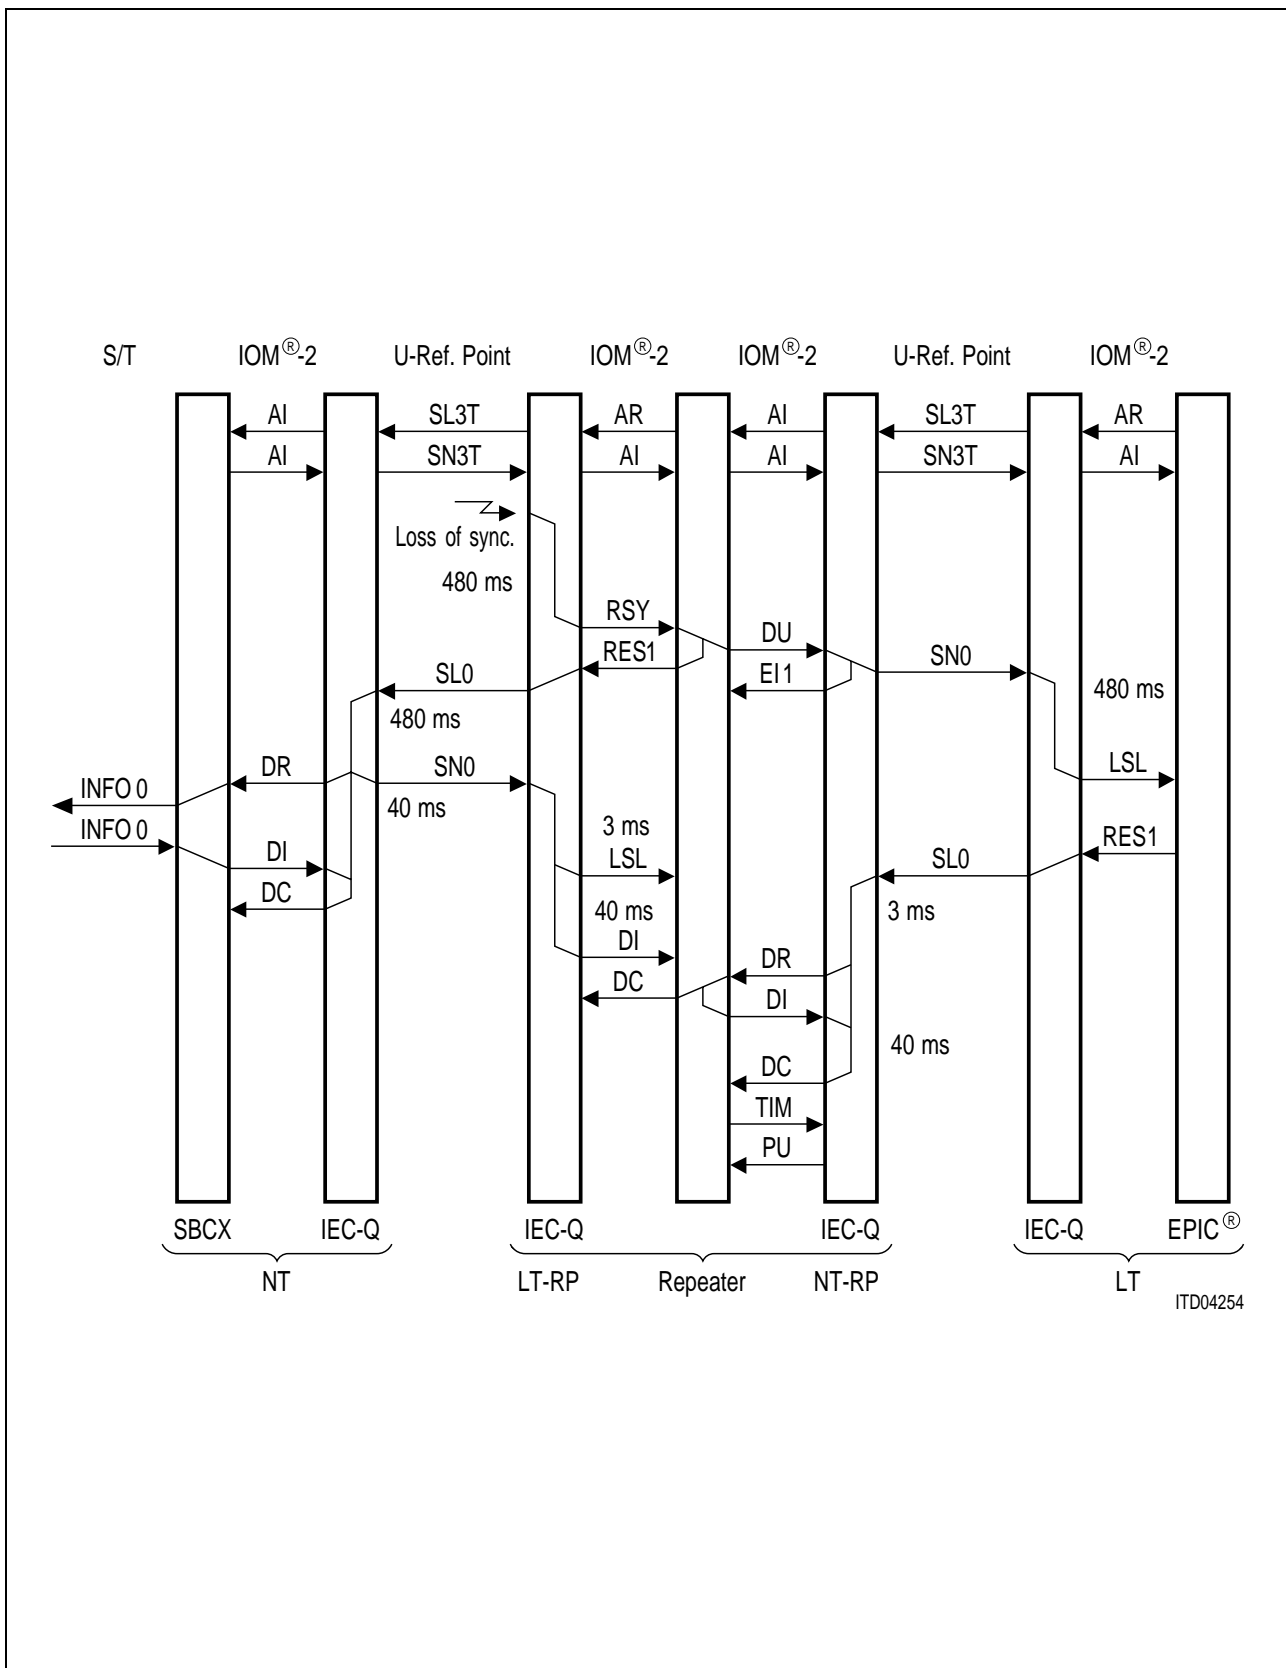 S/T IOM®-2 U-Ref. Point IOM®-2 IOM®-2 U-Ref. Point IOM®-2
AI SL3T AR AI SL3T AR
AI SN3T AI AI SN3T AI
Loss of sync.
480 ms
RSY DU
RES1 EI1 SN0
SL0 480 ms
480 ms
DR SN0 LSL
INFO 0 40 ms
INFO 0 3 ms RES1
DI LSL SL0
DC 40 ms 3 ms
DI DR
DC DI
40 ms
DC
TIM
PU
SBCX IEC-Q IEC-Q IEC-Q IEC-Q EPIC®
NT LT-RP Repeater NT-RP LT
ITD04254